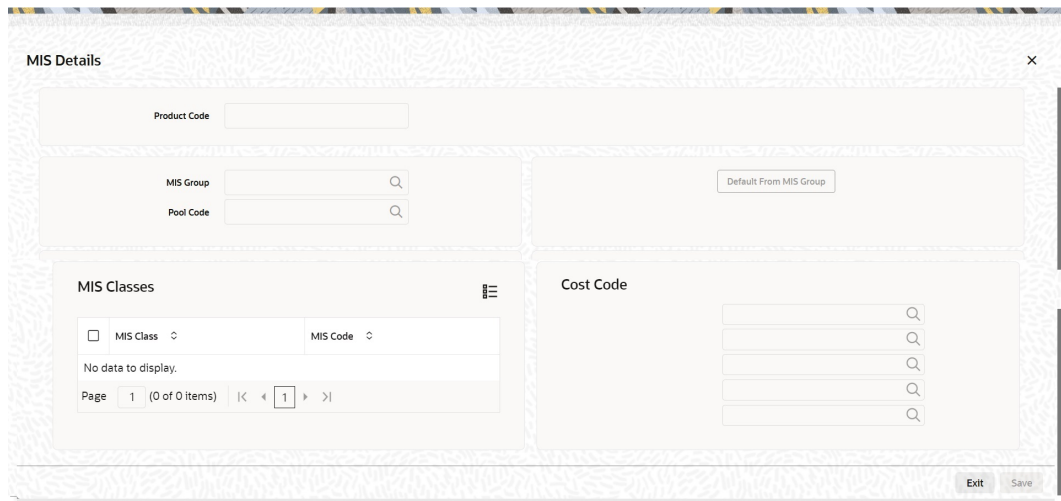 MIS Details
Product Code
MIS Group
Pool Code
Default From MIS Group
MIS Classes
MIS Class
MIS Code
No data to display.
Page 1 (0 of 0 items) 1
Cost Code
Exit
Save